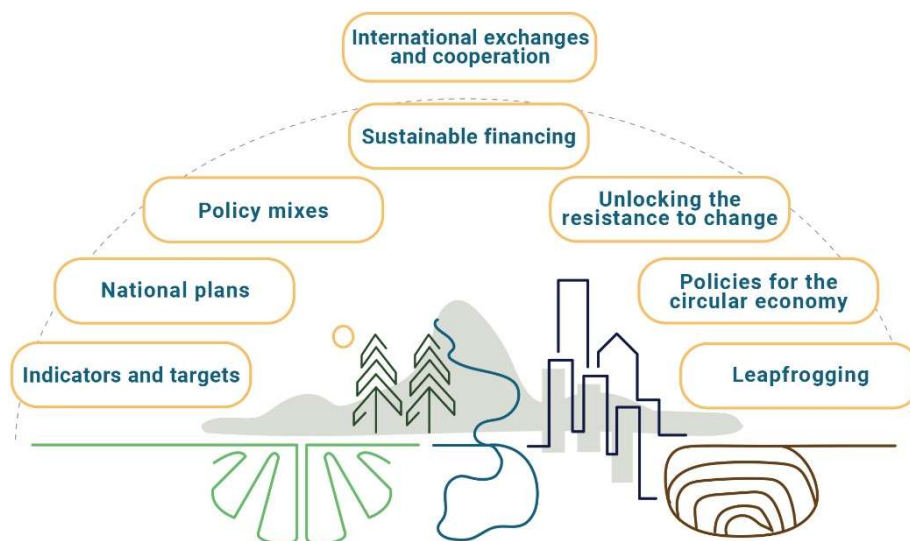 International exchanges
and cooperation
Sustainable financing
Policy mixes
Unlocking the
resistance to change
National plans
Policies for the
circular economy
Indicators and targets
Leapfrogging